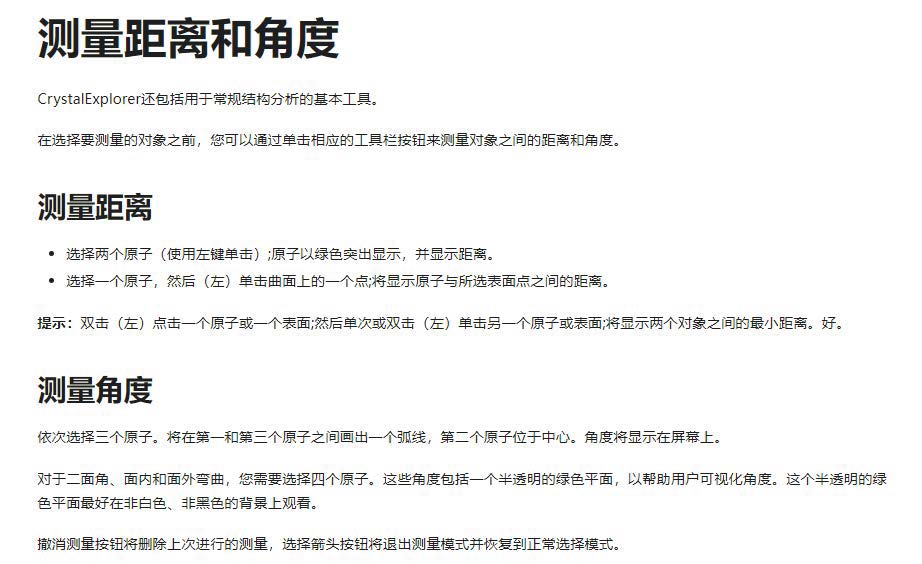 测量距离和角度
CrystalExplorer还包括用于常规结构分析的基本工具。
在选择要测量的对象之前，您可以通过单击相应的工具栏按钮来测量对象之间的距离和角度。
测量距离
• 选择两个原子（使用左键单击）;原子以绿色突出显示，并显示距离。
• 选择一个原子，然后（左）单击曲面上的一个点;将显示原子与所选表面点之间的距离。
提示：双击（左）点击一个原子或一个表面;然后单次或双击（左）单击另一个原子或表面;将显示两个对象之间的最小距离。好。
测量角度
依次选择三个原子。将在第一和第三个原子之间画出一个弧线，第二个原子位于中心。角度将显示在屏幕上。
对于二面角、面内和面外弯曲，您需要选择四个原子。这些角度包括一个半透明的绿色平面，以帮助用户可视化角度。这个半透明的绿
色平面最好在非白色、非黑色的背景上观看。
撤消测量按钮将删除上次进行的测量，选择箭头按钮将退出测量模式并恢复到正常选择模式。